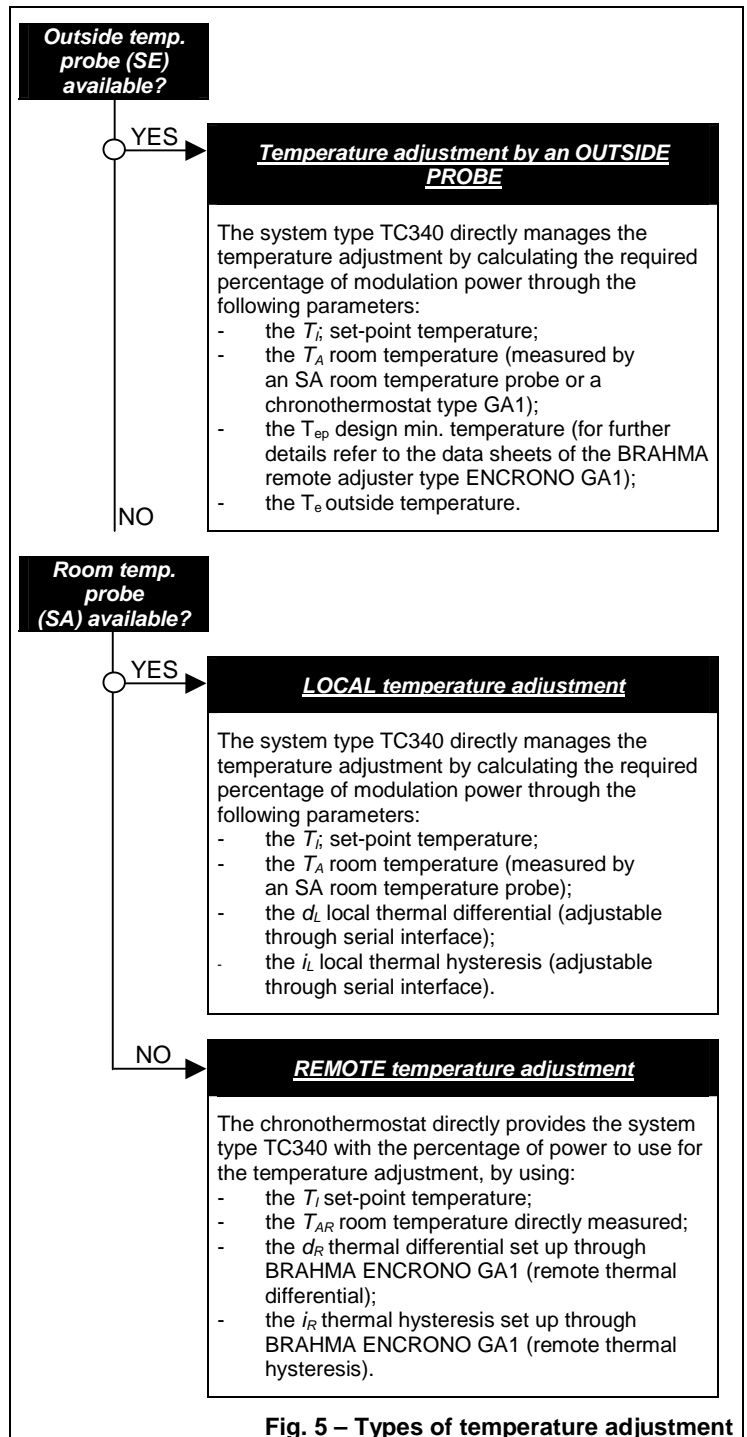 Outside temp.
probe (SE)
available?
YES
Temperature adjustment by an OUTSIDE
PROBE
The system type TC340 directly manages the
temperature adjustment by calculating the required
percentage of modulation power through the
following parameters:
- the Tᵢ; set-point temperature;
- the T_A room temperature (measured by
an SA room temperature probe or a
chronothermostat type GA1);
- the T_ep design min. temperature (for further
details refer to the data sheets of the BRAHMA
remote adjuster type ENCRONO GA1);
- the T_e outside temperature.
NO
Room temp.
probe
(SA) available?
YES
LOCAL temperature adjustment
The system type TC340 directly manages the
temperature adjustment by calculating the required
percentage of modulation power through the
following parameters:
- the Tᵢ; set-point temperature;
- the T_A room temperature (measured by
an SA room temperature probe);
- the d_L local thermal differential (adjustable
through serial interface);
- the i_L local thermal hysteresis (adjustable
through serial interface).
NO
REMOTE temperature adjustment
The chronothermostat directly provides the system
type TC340 with the percentage of power to use for
the temperature adjustment, by using:
- the T_I set-point temperature;
- the T_AR room temperature directly measured;
- the d_R thermal differential set up through
BRAHMA ENCRONO GA1 (remote thermal
differential);
- the i_R thermal hysteresis set up through
BRAHMA ENCRONO GA1 (remote thermal
hysteresis).
Fig. 5 – Types of temperature adjustment